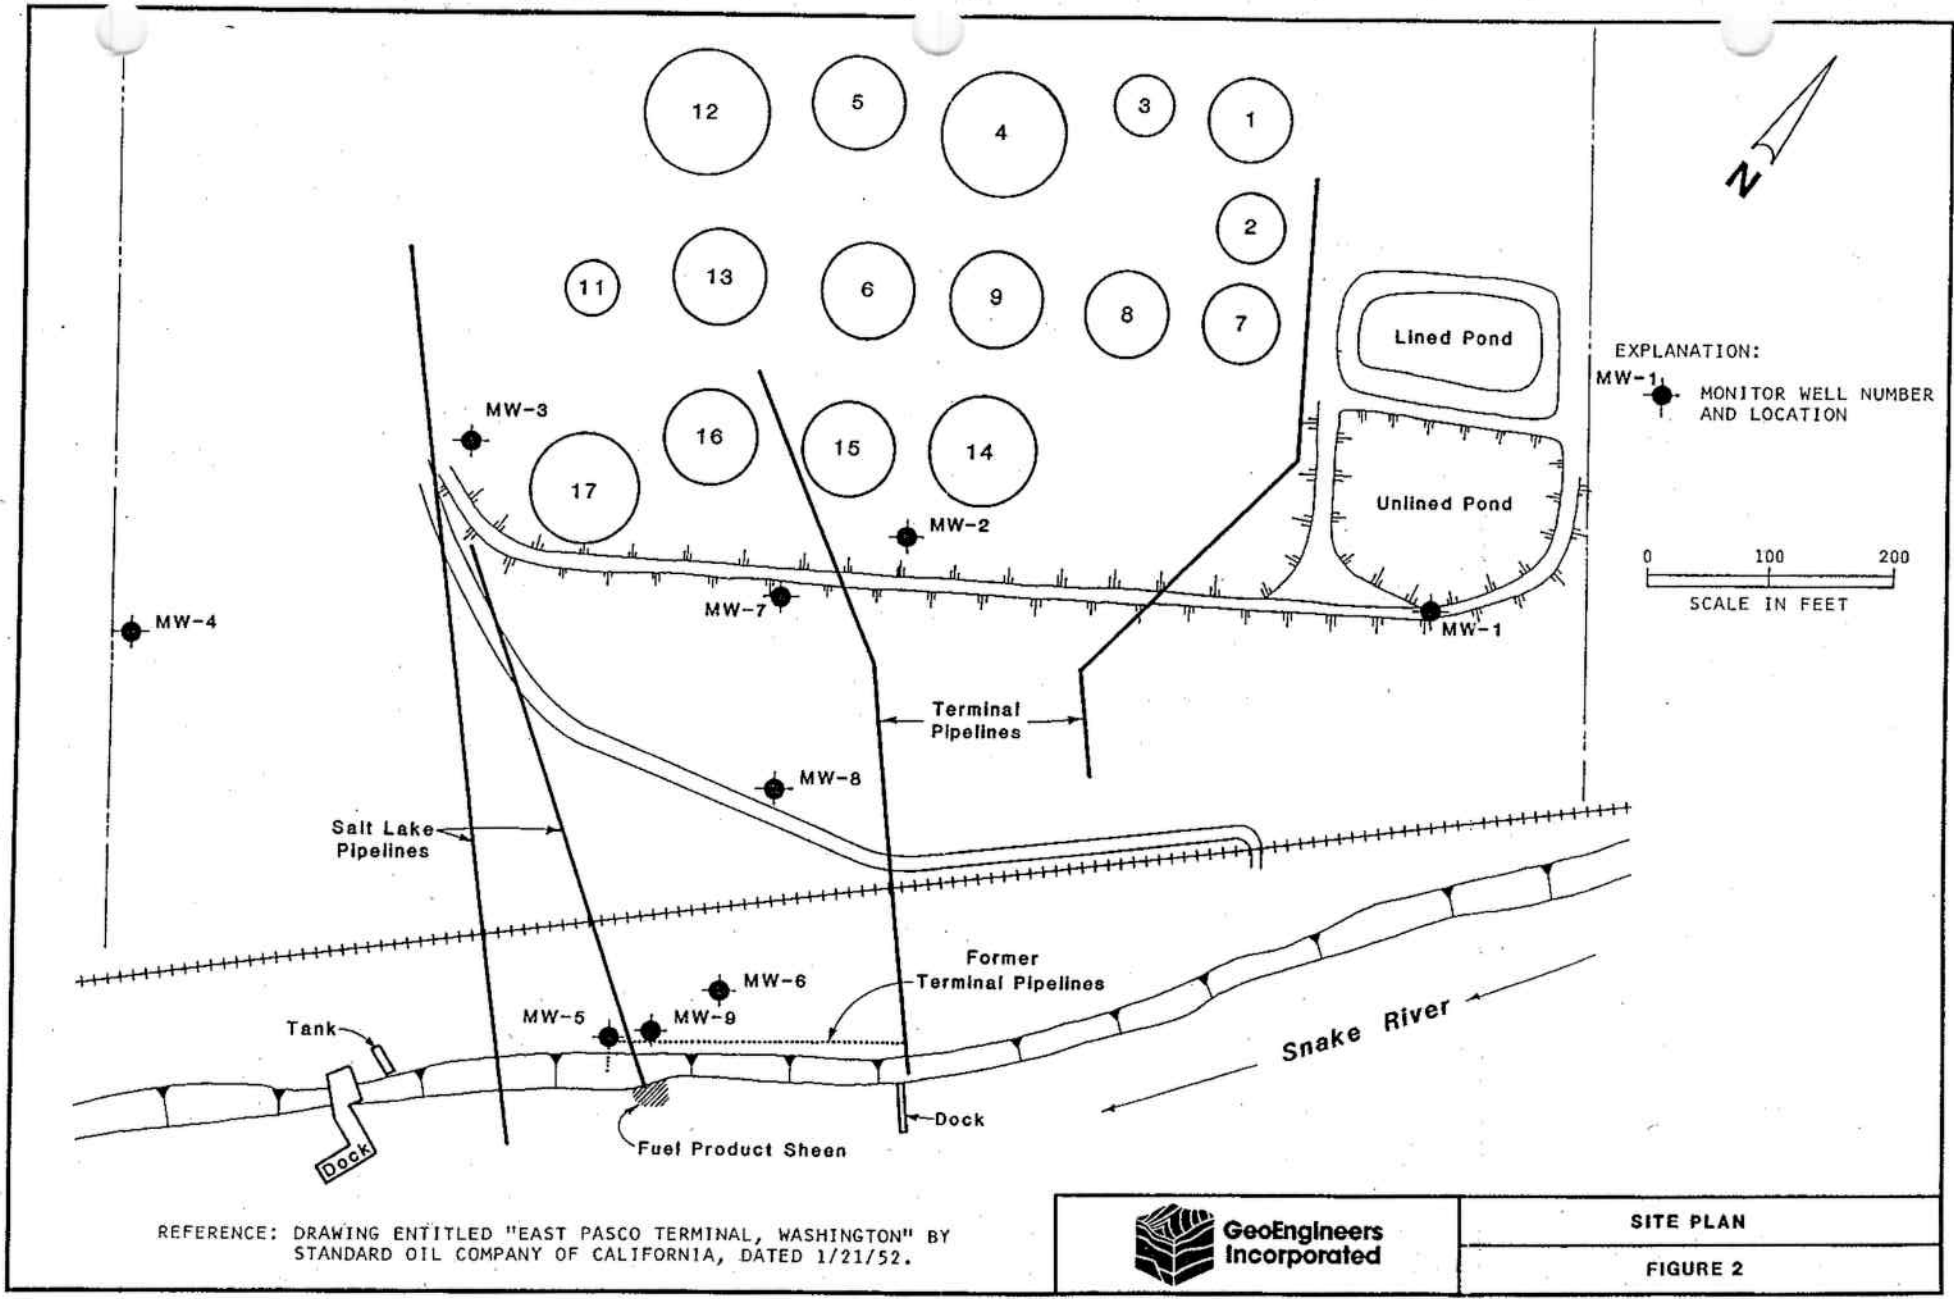 12
5
4
3
1
2
N
11
13
6
9
8
7
Lined Pond
EXPLANATION:
MW-1
MONITOR WELL NUMBER
AND LOCATION
MW-3
16
15
14
17
Unlined Pond
MW-2
0 100 200
SCALE IN FEET
MW-7
MW-1
MW-4
Terminal
Pipelines
MW-8
Salt Lake
Pipelines
Former
Terminal Pipelines
MW-6
MW-5
MW-9
Tank
Snake River
Dock
Dock
Fuel Product Sheen
REFERENCE: DRAWING ENTITLED "EAST PASCO TERMINAL, WASHINGTON" BY
STANDARD OIL COMPANY OF CALIFORNIA, DATED 1/21/52.
GeoEngineers
Incorporated
SITE PLAN
FIGURE 2